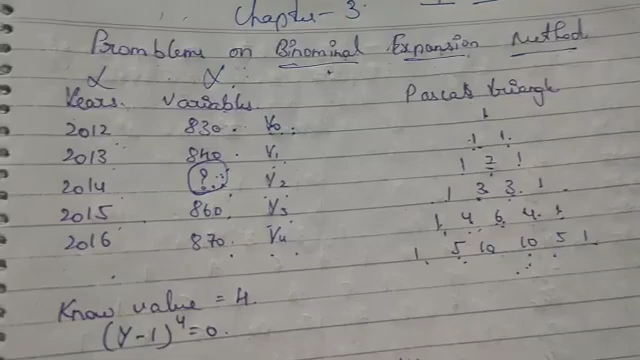 Chapter - 3.
Promblems on Binominal Expansion Method
X X
Years. Variables. Pascal's triangle
1
2012 830. Y0 1 1
2013 840. Y1 1 2 1
2014 ? Y2 1 3 3 1
2015 860. Y3 1 4 6 4 1
2016 870. Y4 1 5 10 10 5 1
Know value = 4.
(Y-1)⁴ = 0.